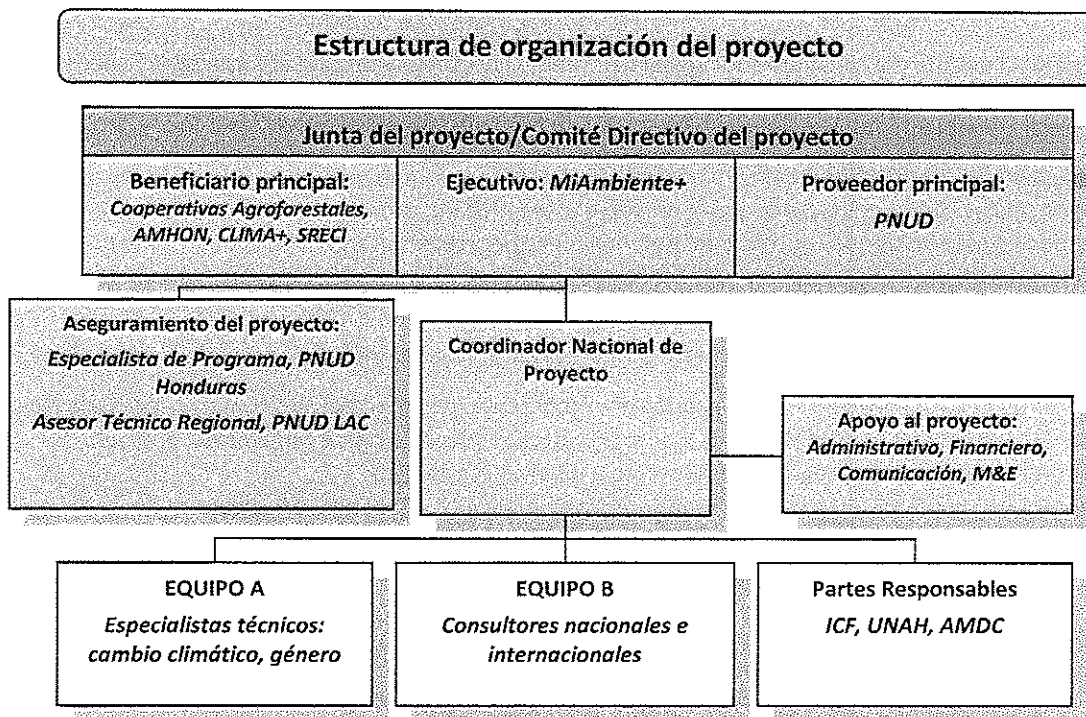 Estructura de organización del proyecto
Junta del proyecto/Comité Directivo del proyecto
Beneficiario principal:
Cooperativas Agroforestales,
AMHON, CLIMA+, SRECI
Ejecutivo: MiAmbiente+
Proveedor principal:
PNUD
Aseguramiento del proyecto:
Especialista de Programa, PNUD
Honduras
Asesor Técnico Regional, PNUD LAC
Coordinador Nacional de
Proyecto
Apoyo al proyecto:
Administrativo, Financiero,
Comunicación, M&E
EQUIPO A
Especialistas técnicos:
cambio climático, género
EQUIPO B
Consultores nacionales e
internacionales
Partes Responsables
ICF, UNAH, AMDC